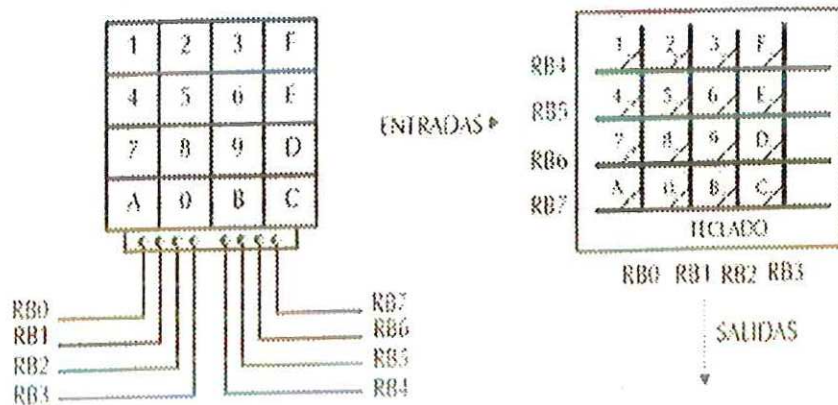 1 2 3 F
4 5 6 E
7 8 9 D
A 0 B C
RB0
RB1
RB2
RB3
RB7
RB6
RB5
RB4
ENTRADAS
RB4
RB5
RB6
RB7
1 2 3 F
4 5 6 E
7 8 9 D
A 0 B C
TECLADO
RB0 RB1 RB2 RB3
SALIDAS